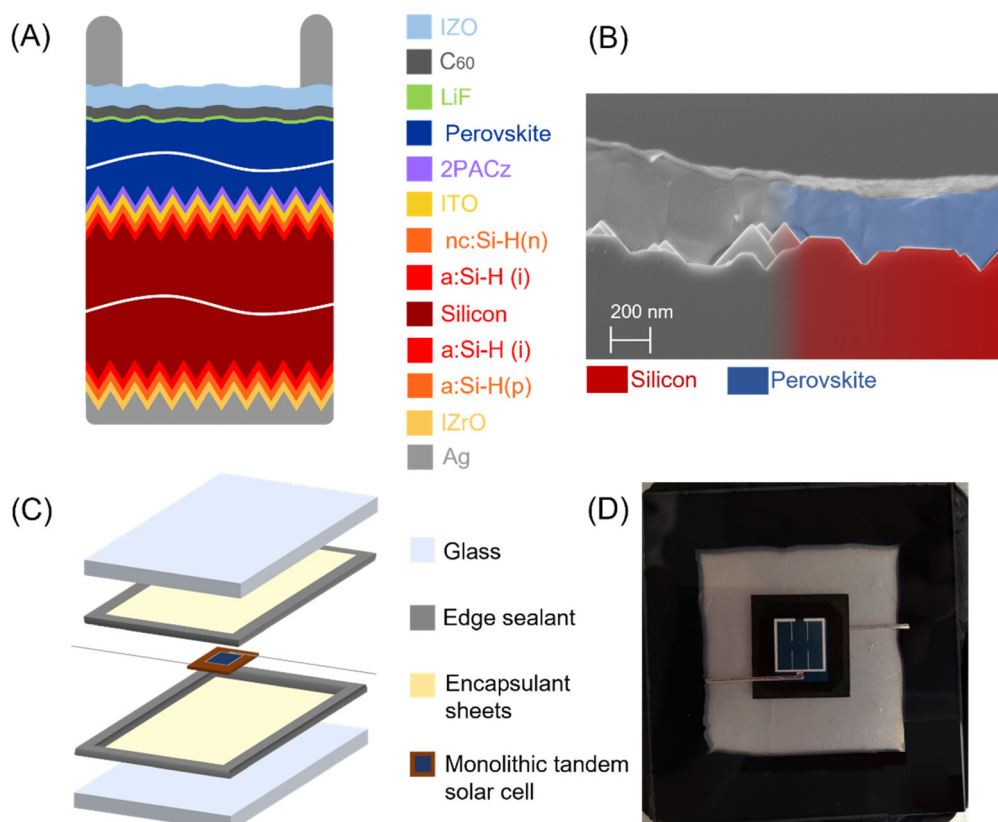 (A)
IZO
C60
LiF
Perovskite
2PACz
ITO
nc:Si-H(n)
a:Si-H (i)
Silicon
a:Si-H (i)
a:Si-H(p)
IZrO
Ag
(B)
200 nm
Silicon
Perovskite
(C)
Glass
Edge sealant
Encapsulant
sheets
Monolithic tandem
solar cell
(D)